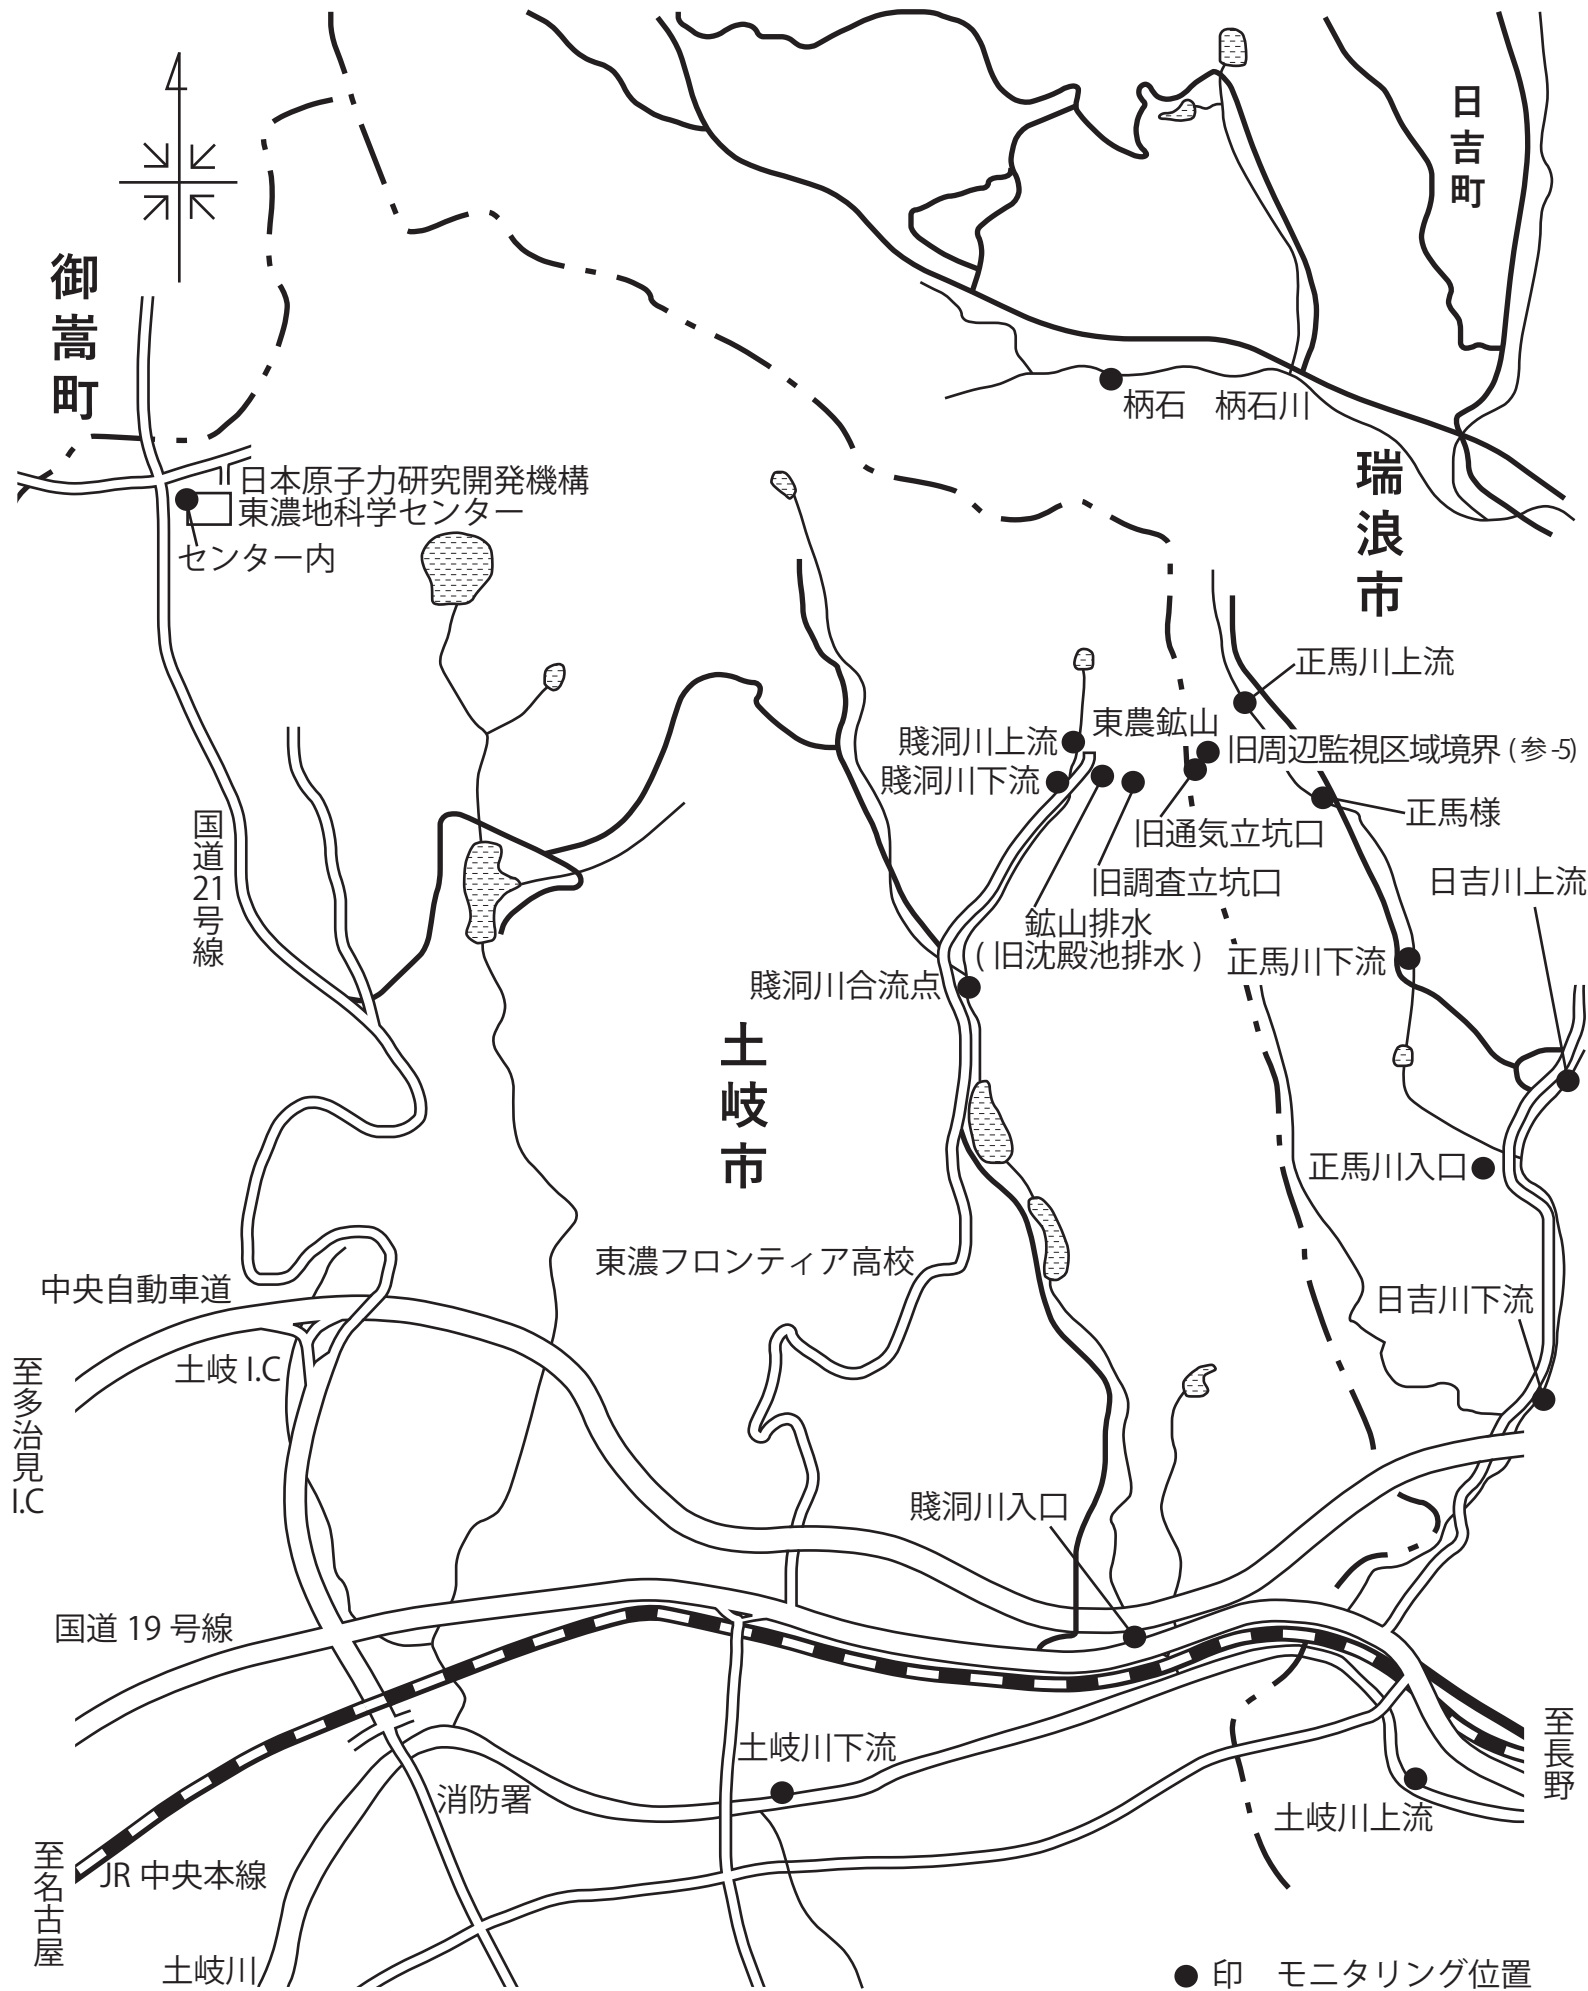 日吉町
御嵩町
柄石
柄石川
瑞浪市
日本原子力研究開発機構
東濃地科学センター
センター内
正馬川上流
東農鉱山
賤洞川上流
旧周辺監視区域境界 ( 参 -5)
賤洞川下流
正馬様
国道21号線
旧通気立坑口
旧調査立坑口
日吉川上流
鉱山排水
( 旧沈殿池排水 )
正馬川下流
賤洞川合流点
土岐市
正馬川入口
東濃フロンティア高校
中央自動車道
日吉川下流
土岐 I.C
至多治見I.C
賤洞川入口
国道 19 号線
至長野
土岐川下流
消防署
土岐川上流
至名古屋
JR 中央本線
土岐川
印 モニタリング位置